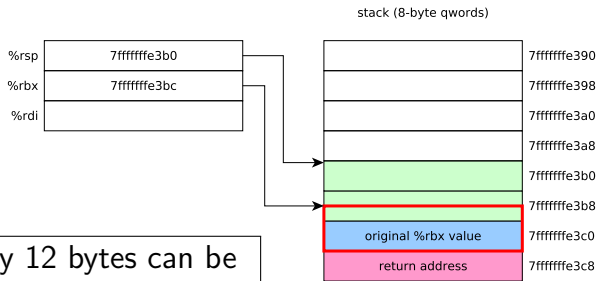 stack (8-byte qwords)
%rsp 7fffffffe3b0 7fffffffe390
%rbx 7fffffffe3bc 7fffffffe398
%rdi 7fffffffe3a0
7fffffffe3a8
7fffffffe3b0
7fffffffe3b8
original %rbx value 7fffffffe3c0
return address 7fffffffe3c8
y 12 bytes can be